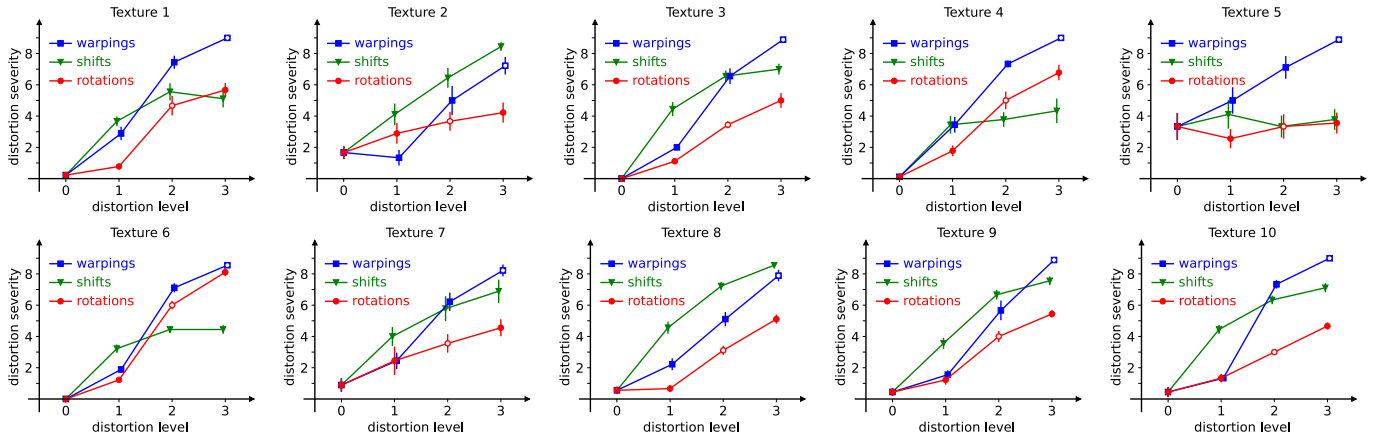 Texture 1
distortion severity
8
6
4
2
warpings
shifts
rotations
0 1 2 3
distortion level
Texture 2
distortion severity
8
6
4
2
warpings
shifts
rotations
0 1 2 3
distortion level
Texture 3
distortion severity
8
6
4
2
warpings
shifts
rotations
0 1 2 3
distortion level
Texture 4
distortion severity
8
6
4
2
warpings
shifts
rotations
0 1 2 3
distortion level
Texture 5
distortion severity
8
6
4
2
warpings
shifts
rotations
0 1 2 3
distortion level
Texture 6
distortion severity
8
6
4
2
warpings
shifts
rotations
0 1 2 3
distortion level
Texture 7
distortion severity
8
6
4
2
warpings
shifts
rotations
0 1 2 3
distortion level
Texture 8
distortion severity
8
6
4
2
warpings
shifts
rotations
0 1 2 3
distortion level
Texture 9
distortion severity
8
6
4
2
warpings
shifts
rotations
0 1 2 3
distortion level
Texture 10
distortion severity
8
6
4
2
warpings
shifts
rotations
0 1 2 3
distortion level